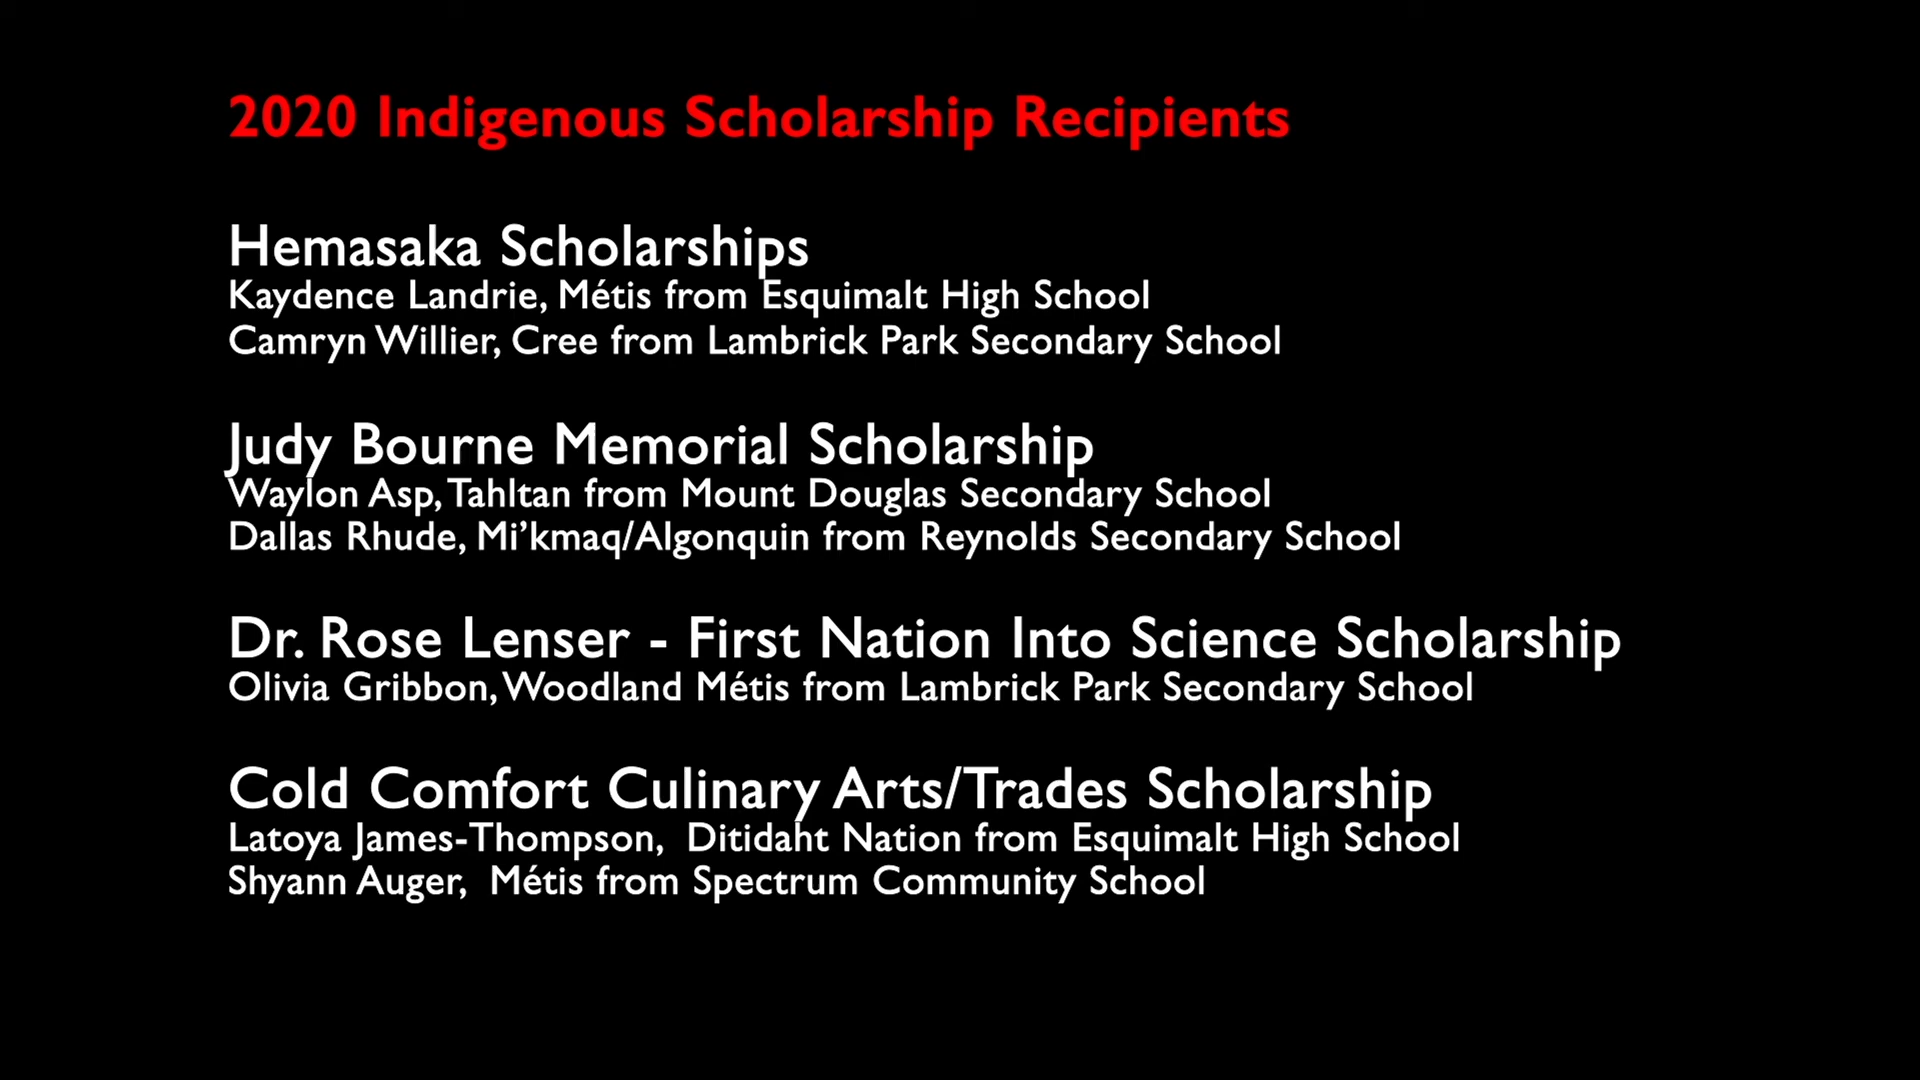 2020 Indigenous Scholarship Recipients
Hemasaka Scholarships
Kaydence Landrie, Métis from Esquimalt High School
Camryn Willier, Cree from Lambrick Park Secondary School
Judy Bourne Memorial Scholarship
Waylon Asp, Tahltan from Mount Douglas Secondary School
Dallas Rhude, Mi’kmaq/Algonquin from Reynolds Secondary School
Dr. Rose Lenser - First Nation Into Science Scholarship
Olivia Gribbon, Woodland Métis from Lambrick Park Secondary School
Cold Comfort Culinary Arts/Trades Scholarship
Latoya James-Thompson, Ditidaht Nation from Esquimalt High School
Shyann Auger, Métis from Spectrum Community School